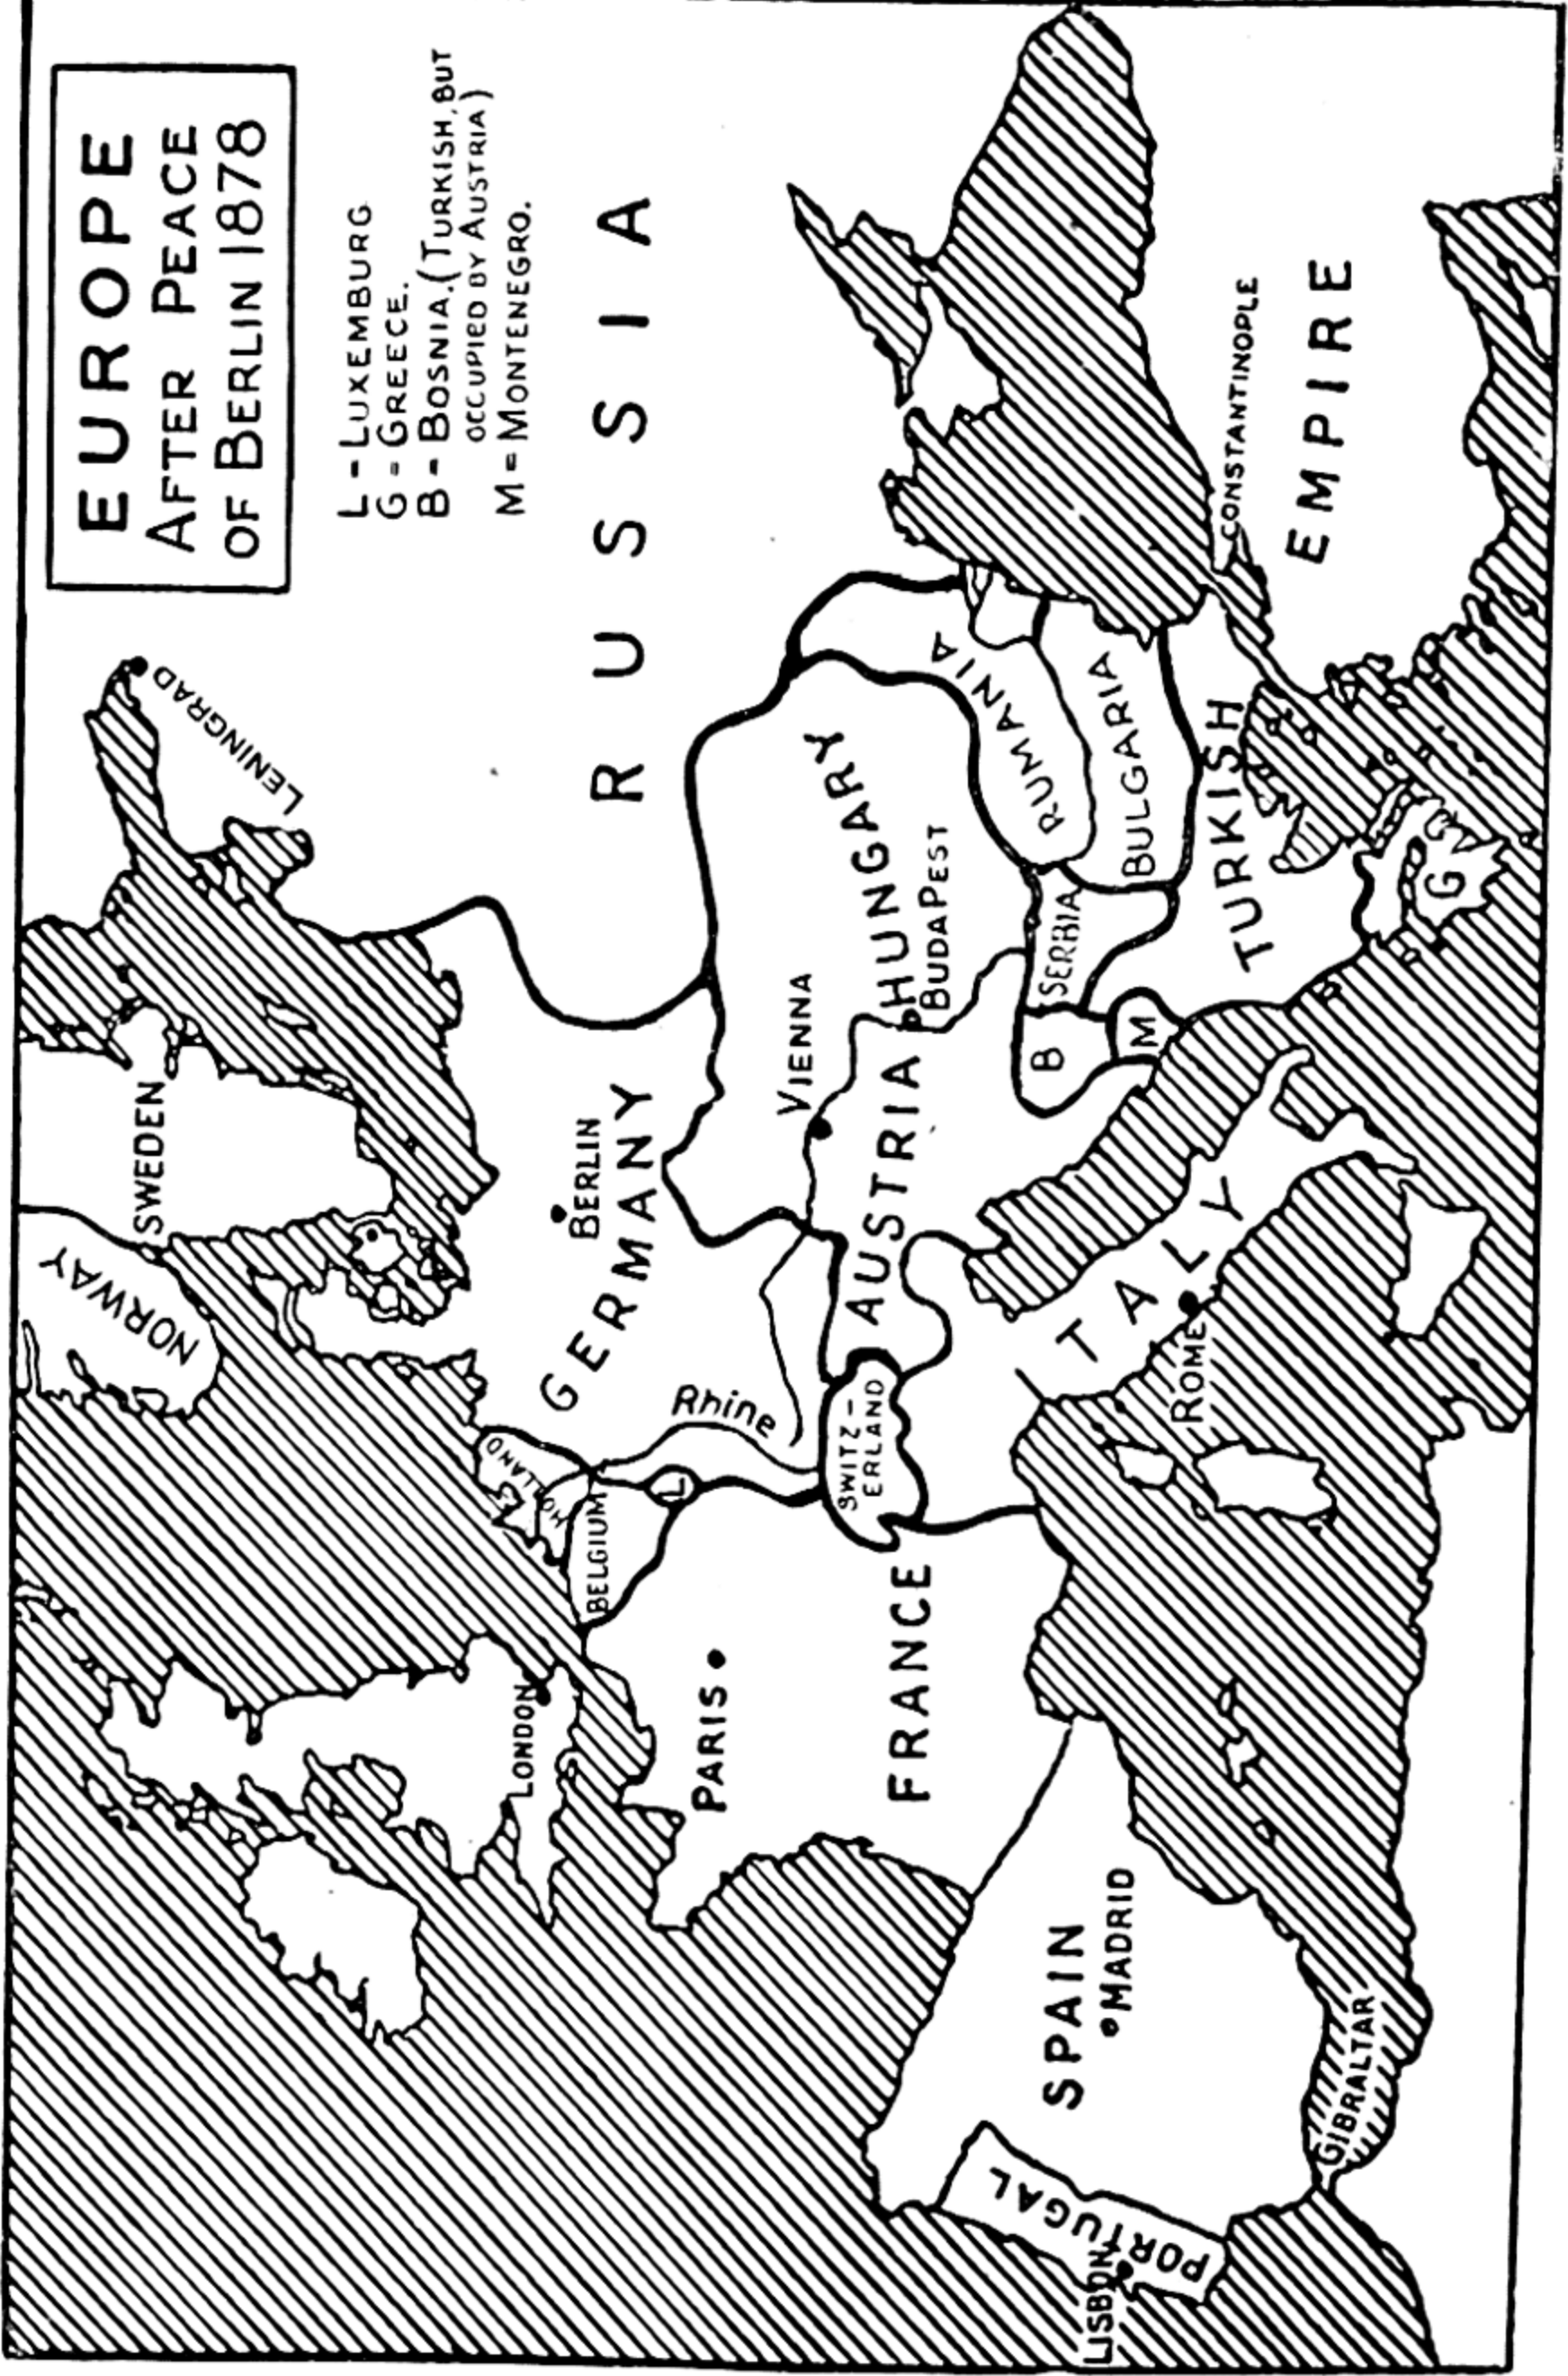 EUROPE
AFTER PEACE
OF BERLIN 1878
L - LUXEMBURG
G = GREECE.
B - BOSNIA. (TURKISH, BUT
OCCUPIED BY AUSTRIA)
M = MONTENEGRO.
NORWAY
SWEDEN
LENINGRAD
RUSSIA
LONDON
HOLLAND
BELGIUM
L
Rhine
BERLIN
GERMANY
PARIS
FRANCE
SWITZ-
ERLAND
VIENNA
AUSTRIA
HUNGARY
BUDAPEST
RUMANIA
BULGARIA
SERBIA
B
M
TURKISH
EMPIRE
CONSTANTINOPLE
G
ITALY
ROME
SPAIN
MADRID
PORTUGAL
LISBON
GIBRALTAR